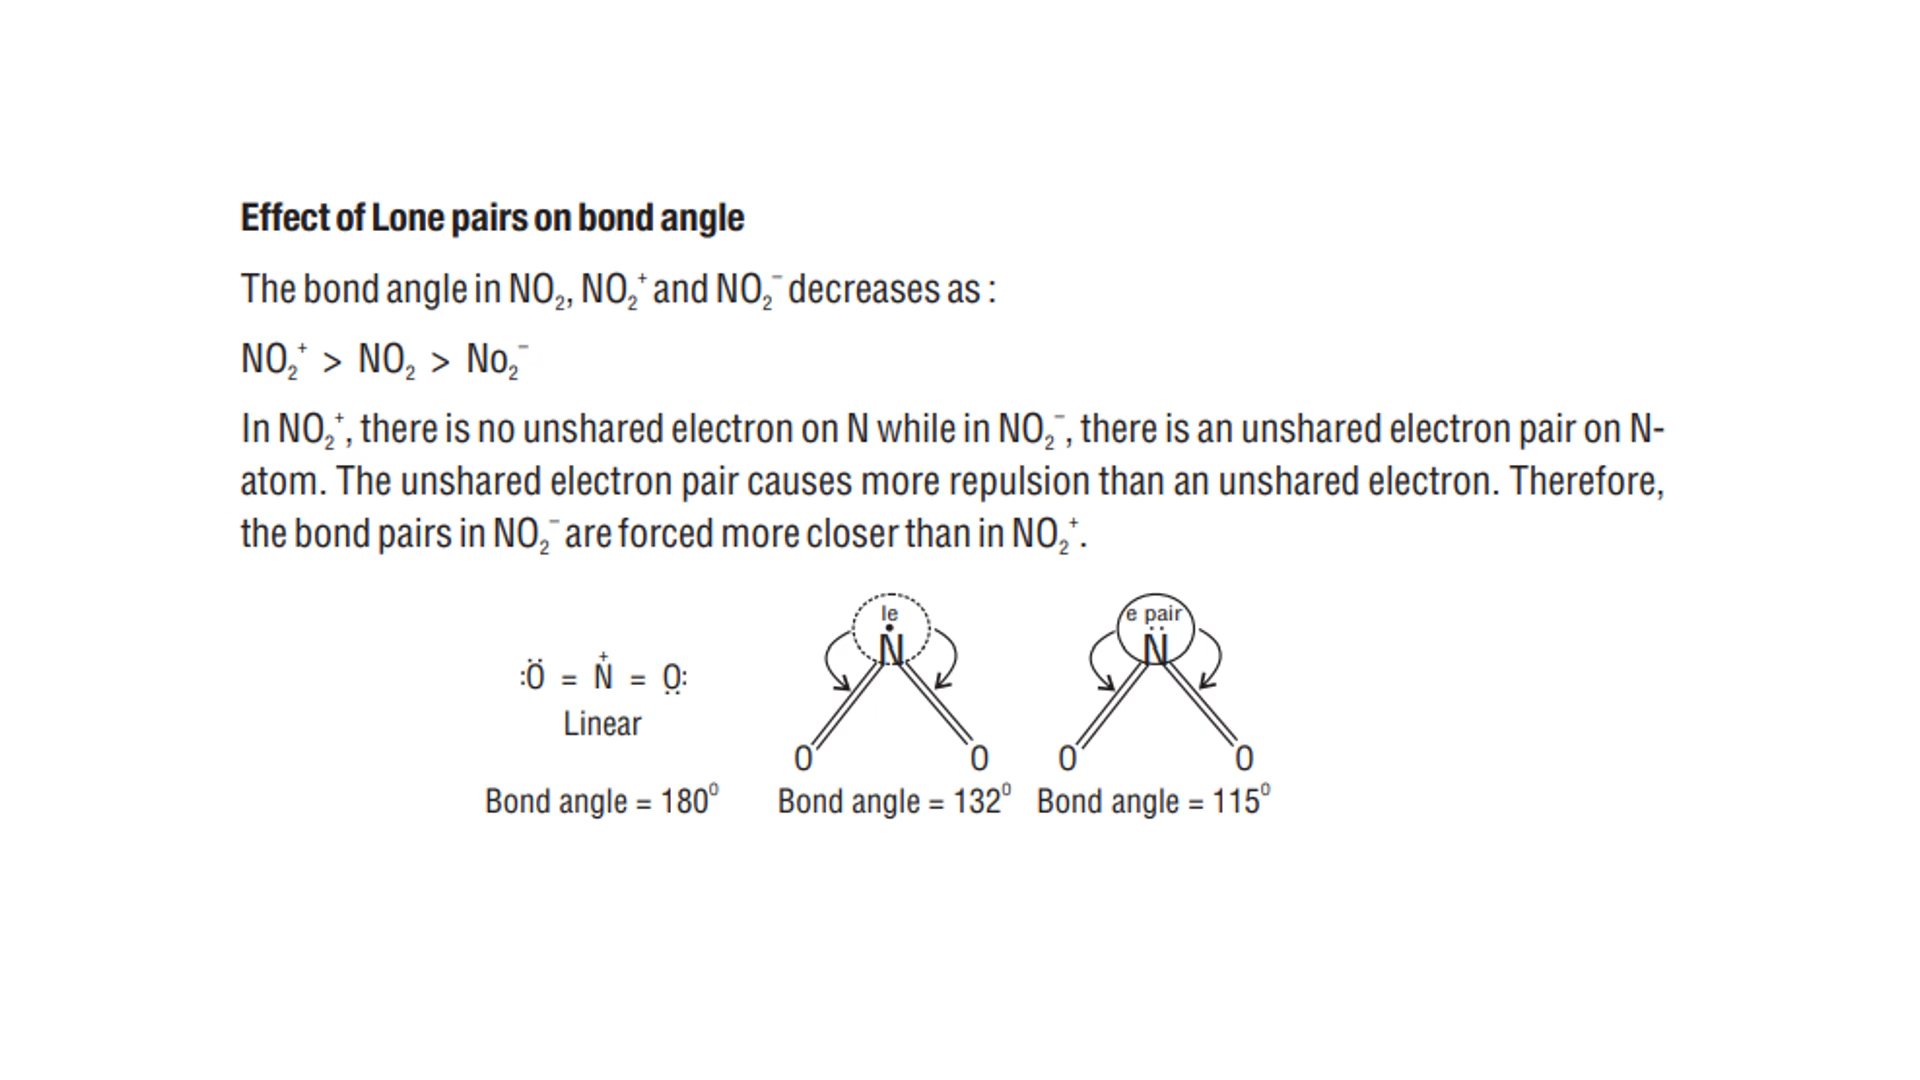 Effect of Lone pairs on bond angle
The bond angle in NO₂, NO₂⁺ and NO₂⁻ decreases as :
NO₂⁺ > NO₂ > No₂⁻
In NO₂⁺, there is no unshared electron on N while in NO₂⁻, there is an unshared electron pair on N-
atom. The unshared electron pair causes more repulsion than an unshared electron. Therefore,
the bond pairs in NO₂⁻ are forced more closer than in NO₂⁺.
le e pair
:Ö = N⁺ = O̤: N N
Linear
O O O O
Bond angle = 180⁰ Bond angle = 132⁰ Bond angle = 115⁰